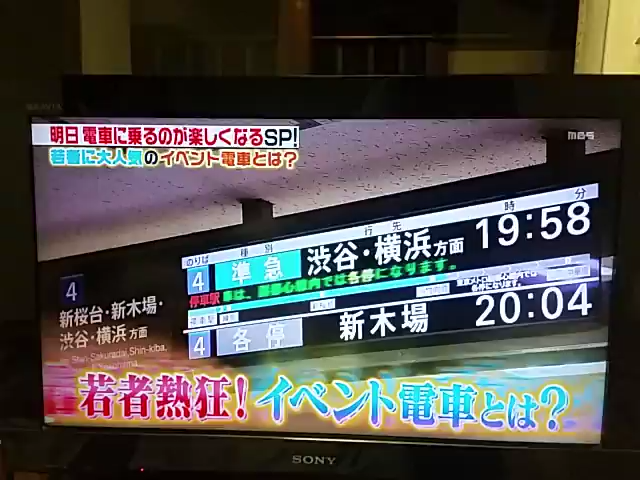 明日 電車に乗るのが楽しくなるSP!
若者に大人気のイベント電車とは?
mbs
のりば 種別 行先 時 分
4 準急 渋谷・横浜方面 19:58
停車駅
になります。
4 各停 新木場 20:04
4
新桜台・新木場・
渋谷・横浜 方面
Shin-Sakuradai, Shin-kiba,
若者熱狂!イベント電車とは?
SONY